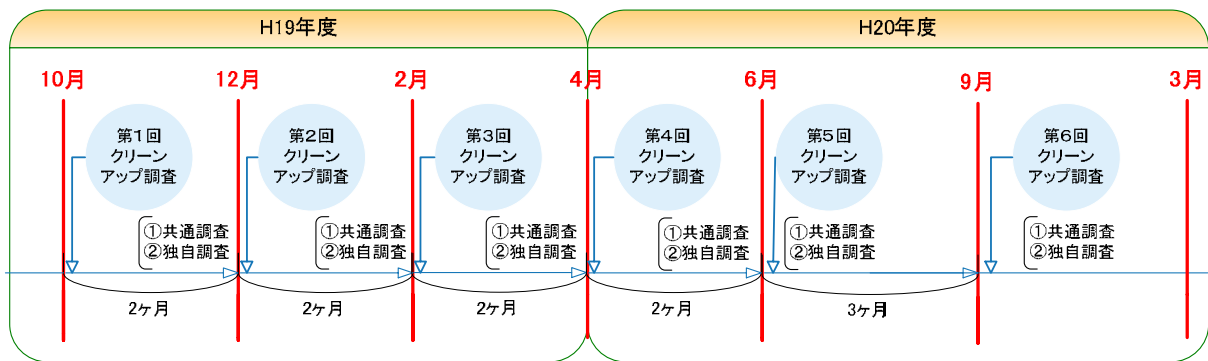 H19年度
H20年度
10月
12月
2月
4月
6月
9月
3月
第1回
クリーン
アップ調査
第2回
クリーン
アップ調査
第3回
クリーン
アップ調査
第4回
クリーン
アップ調査
第5回
クリーン
アップ調査
第6回
クリーン
アップ調査
①共通調査
②独自調査
①共通調査
②独自調査
①共通調査
②独自調査
①共通調査
②独自調査
①共通調査
②独自調査
①共通調査
②独自調査
2ヶ月
2ヶ月
2ヶ月
2ヶ月
3ヶ月